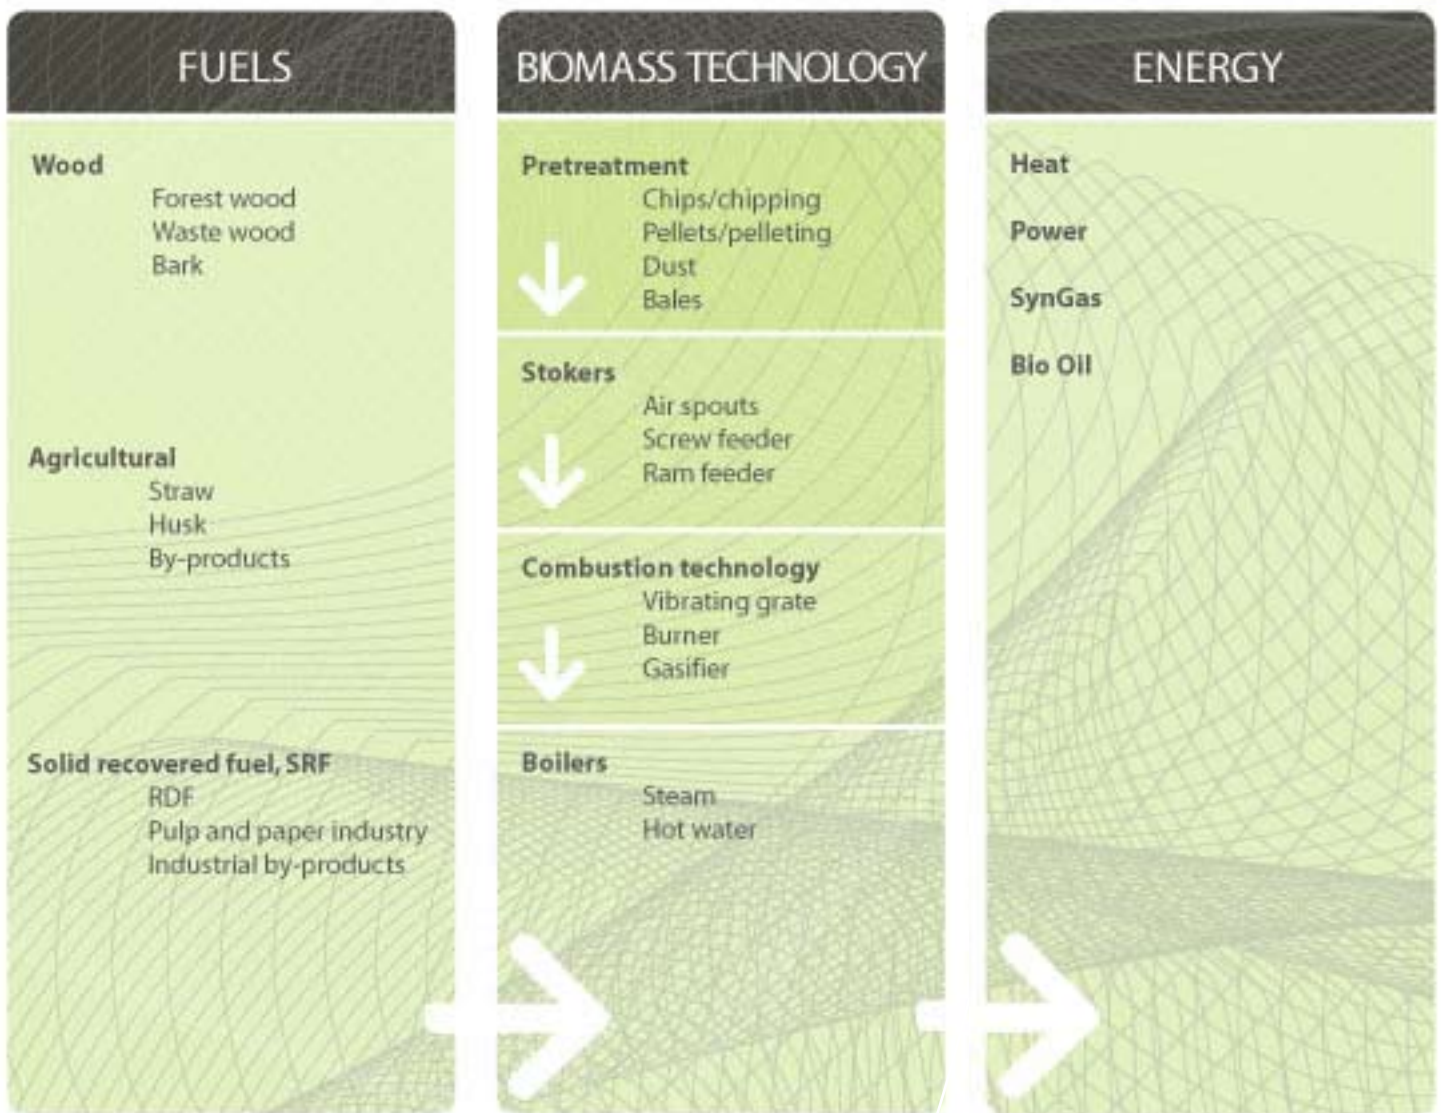 FUELS
Wood
Forest wood
Waste wood
Bark
Agricultural
Straw
Husk
By-products
Solid recovered fuel, SRF
RDF
Pulp and paper industry
Industrial by-products
BIOMASS TECHNOLOGY
Pretreatment
Chips/chipping
Pellets/pelleting
Dust
Bales
Stokers
Air spouts
Screw feeder
Ram feeder
Combustion technology
Vibrating grate
Burner
Gasifier
Boilers
Steam
Hot water
ENERGY
Heat
Power
SynGas
Bio Oil